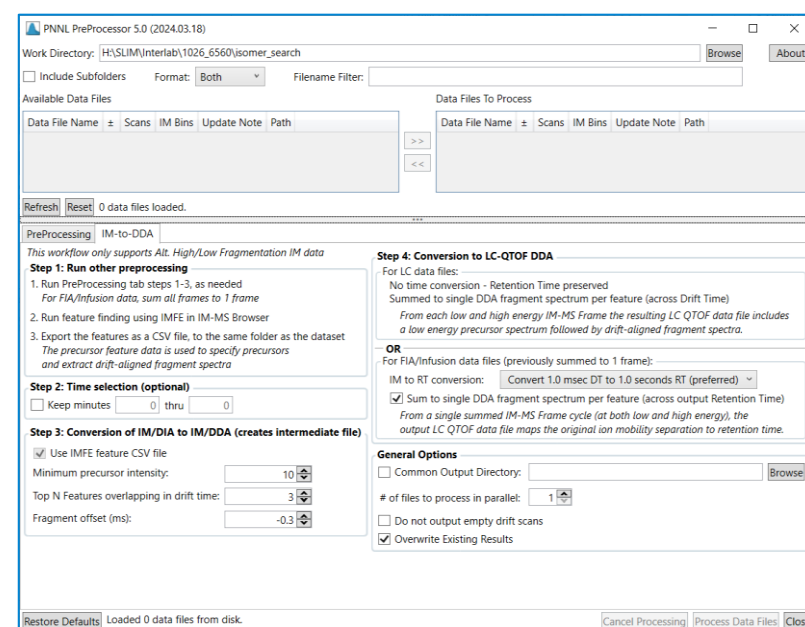 PNNL PreProcessor 5.0 (2024.03.18)
Work Directory: H:\SLIM\Interlab\1026_6560\isomer_search Browse About
Include Subfolders Format: Both Filename Filter:
Available Data Files Data Files To Process
Data File Name ± Scans IM Bins Update Note Path Data File Name ± Scans IM Bins Update Note Path
>>
<<
Refresh Reset 0 data files loaded.
PreProcessing IM-to-DDA
This workflow only supports Alt. High/Low Fragmentation IM data
Step 1: Run other preprocessing
1. Run PreProcessing tab steps 1-3, as needed
For FIA/Infusion data, sum all frames to 1 frame
2. Run feature finding using IMFE in IM-MS Browser
3. Export the features as a CSV file, to the same folder as the dataset
The precursor feature data is used to specify precursors
and extract drift-aligned fragment spectra
Step 2: Time selection (optional)
Keep minutes 0 thru 0
Step 3: Conversion of IM/DIA to IM/DDA (creates intermediate file)
Use IMFE feature CSV file
Minimum precursor intensity: 10
Top N Features overlapping in drift time: 3
Fragment offset (ms): -0.3
Step 4: Conversion to LC-QTOF DDA
For LC data files:
No time conversion - Retention Time preserved
Summed to single DDA fragment spectrum per feature (across Drift Time)
From each low and high energy IM-MS Frame the resulting LC QTOF data file includes
a low energy precursor spectrum followed by drift-aligned fragment spectra.
OR
For FIA/Infusion data files (previously summed to 1 frame):
IM to RT conversion: Convert 1.0 msec DT to 1.0 seconds RT (preferred)
Sum to single DDA fragment spectrum per feature (across output Retention Time)
From a single summed IM-MS Frame cycle (at both low and high energy), the
output LC QTOF data file maps the original ion mobility separation to retention time.
General Options
Common Output Directory: Browse
# of files to process in parallel: 1
Do not output empty drift scans
Overwrite Existing Results
Restore Defaults Loaded 0 data files from disk. Cancel Processing Process Data Files Clos